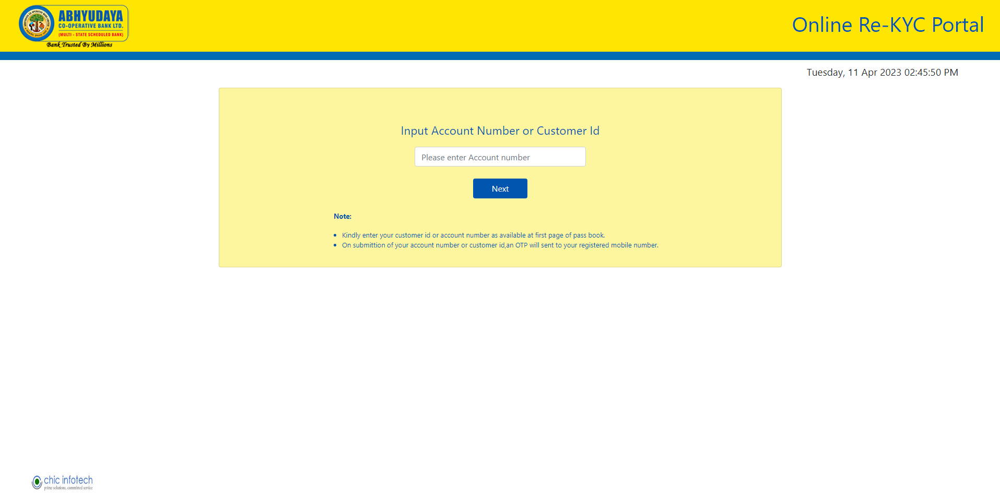 ABHYUDAYA
CO-OPERATIVE BANK LTD.
(MULTI - STATE SCHEDULED BANK)
Bank Trusted By Millions
Online Re-KYC Portal
Tuesday, 11 Apr 2023 02:45:50 PM
Input Account Number or Customer Id
Please enter Account number
Next
Note:
Kindly enter your customer id or account number as available at first page of pass book.
On submittion of your account number or customer id,an OTP will sent to your registered mobile number.
chic infotech
prime solutions, committed service